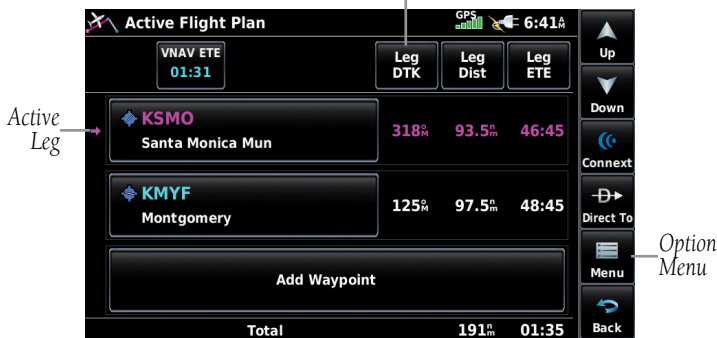 Active Flight Plan
GPS
6:41 AM
VNAV ETE
01:31
Leg DTK
Leg Dist
Leg ETE
Active Leg
KSMO
Santa Monica Mun
318°M
93.5nm
46:45
KMYF
Montgomery
125°M
97.5nm
48:45
Add Waypoint
Total
191nm
01:35
Up
Down
Connext
D
Direct To
Menu
Back
Option Menu